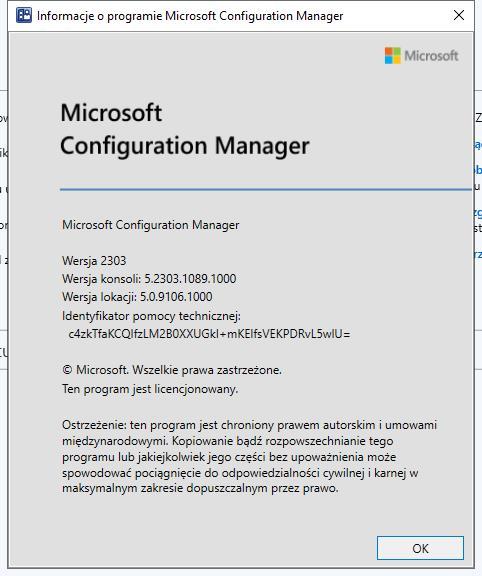 Informacje o programie Microsoft Configuration Manager
Microsoft
Microsoft
Configuration Manager
Microsoft Configuration Manager
Wersja 2303
Wersja konsoli: 5.2303.1089.1000
Wersja lokacji: 5.0.9106.1000
Identyfikator pomocy technicznej:
c4zkTfaKCQIfzLM2B0XXUGkI+mKEIfsVEKPDRvL5wIU=
© Microsoft. Wszelkie prawa zastrzeżone.
Ten program jest licencjonowany.
Ostrzeżenie: ten program jest chroniony prawem autorskim i umowami
międzynarodowymi. Kopiowanie bądź rozpowszechnianie tego
programu lub jakiejkolwiek jego części bez upoważnienia może
spowodować pociągnięcie do odpowiedzialności cywilnej i karnej w
maksymalnym zakresie dopuszczalnym przez prawo.
OK